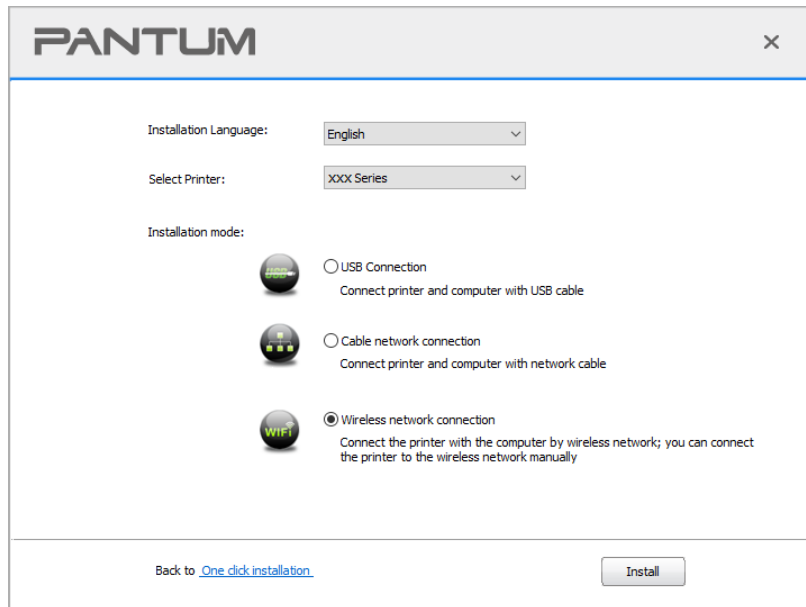 PANTUM
Installation Language:
English
Select Printer:
XXX Series
Installation mode:
USB
USB Connection
Connect printer and computer with USB cable
Cable network connection
Connect printer and computer with network cable
WIFI
Wireless network connection
Connect the printer with the computer by wireless network; you can connect
the printer to the wireless network manually
Back to One click installation
Install